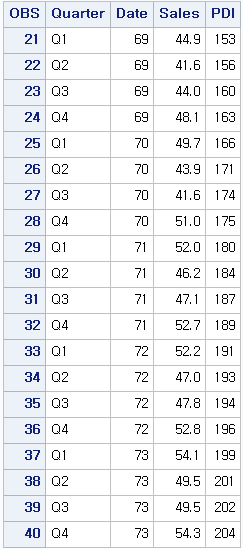 OBS Quarter Date Sales PDI
21 Q1 69 44.9 153
22 Q2 69 41.6 156
23 Q3 69 44.0 160
24 Q4 69 48.1 163
25 Q1 70 49.7 166
26 Q2 70 43.9 171
27 Q3 70 41.6 174
28 Q4 70 51.0 175
29 Q1 71 52.0 180
30 Q2 71 46.2 184
31 Q3 71 47.1 187
32 Q4 71 52.7 189
33 Q1 72 52.2 191
34 Q2 72 47.0 193
35 Q3 72 47.8 194
36 Q4 72 52.8 196
37 Q1 73 54.1 199
38 Q2 73 49.5 201
39 Q3 73 49.5 202
40 Q4 73 54.3 204